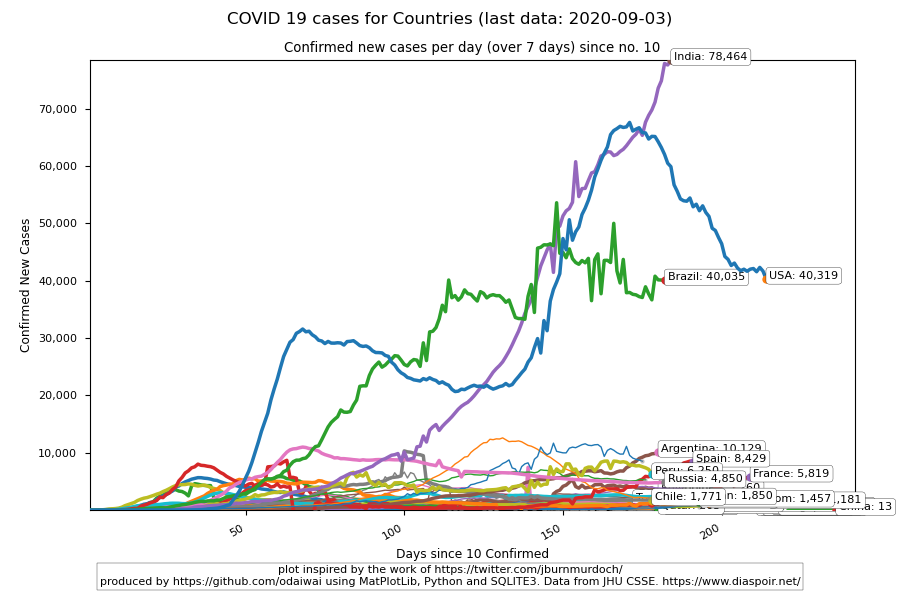 COVID 19 cases for Countries (last data: 2020-09-03)
Confirmed new cases per day (over 7 days) since no. 10
India: 78,464
70,000
60,000
50,000
40,000
30,000
20,000
10,000
Confirmed New Cases
Brazil: 40,035
USA: 40,319
Argentina: 10,129
Spain: 8,429
Peru: 6,350
France: 5,819
Russia: 4,850
Chile: 1,771
1,850
1,457
,181
China: 13
50
100
150
200
Days since 10 Confirmed
plot inspired by the work of https://twitter.com/jburnmurdoch/
produced by https://github.com/odaiwai using MatPlotLib, Python and SQLITE3. Data from JHU CSSE. https://www.diaspoir.net/